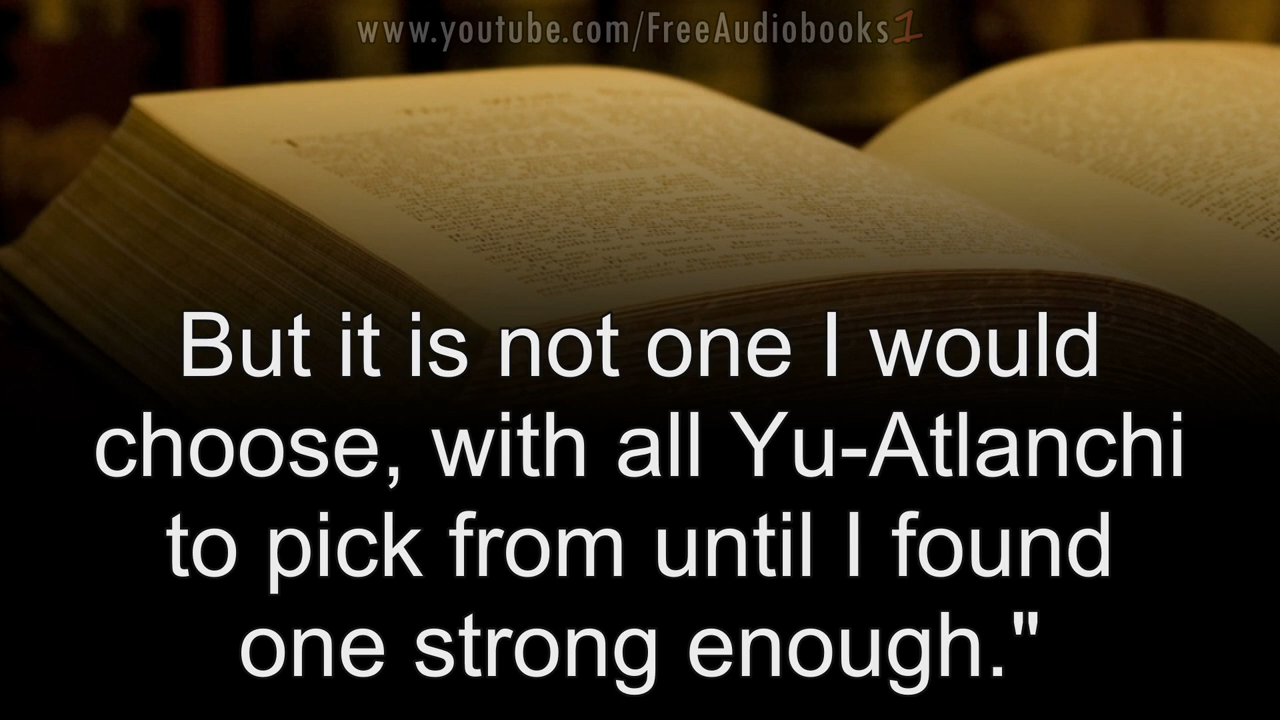 www.youtube.com/FreeAudiobooks1
But it is not one I would
choose, with all Yu-Atlanchi
to pick from until I found
one strong enough."